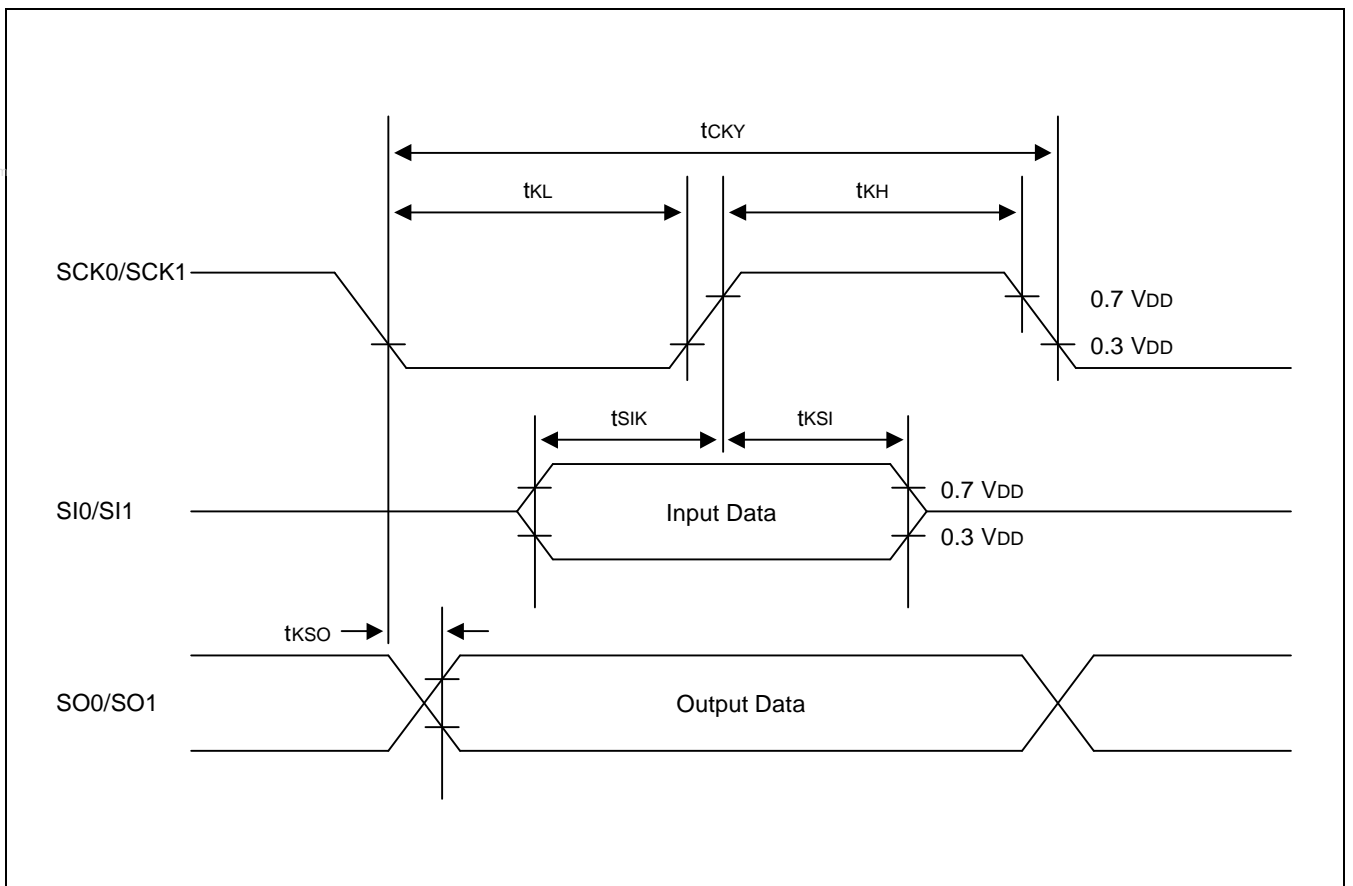 tCKY
tKL
tKH
SCK0/SCK1
0.7 VDD
0.3 VDD
tSIK
tKSI
SI0/SI1
Input Data
0.7 VDD
0.3 VDD
tKSO
SO0/SO1
Output Data